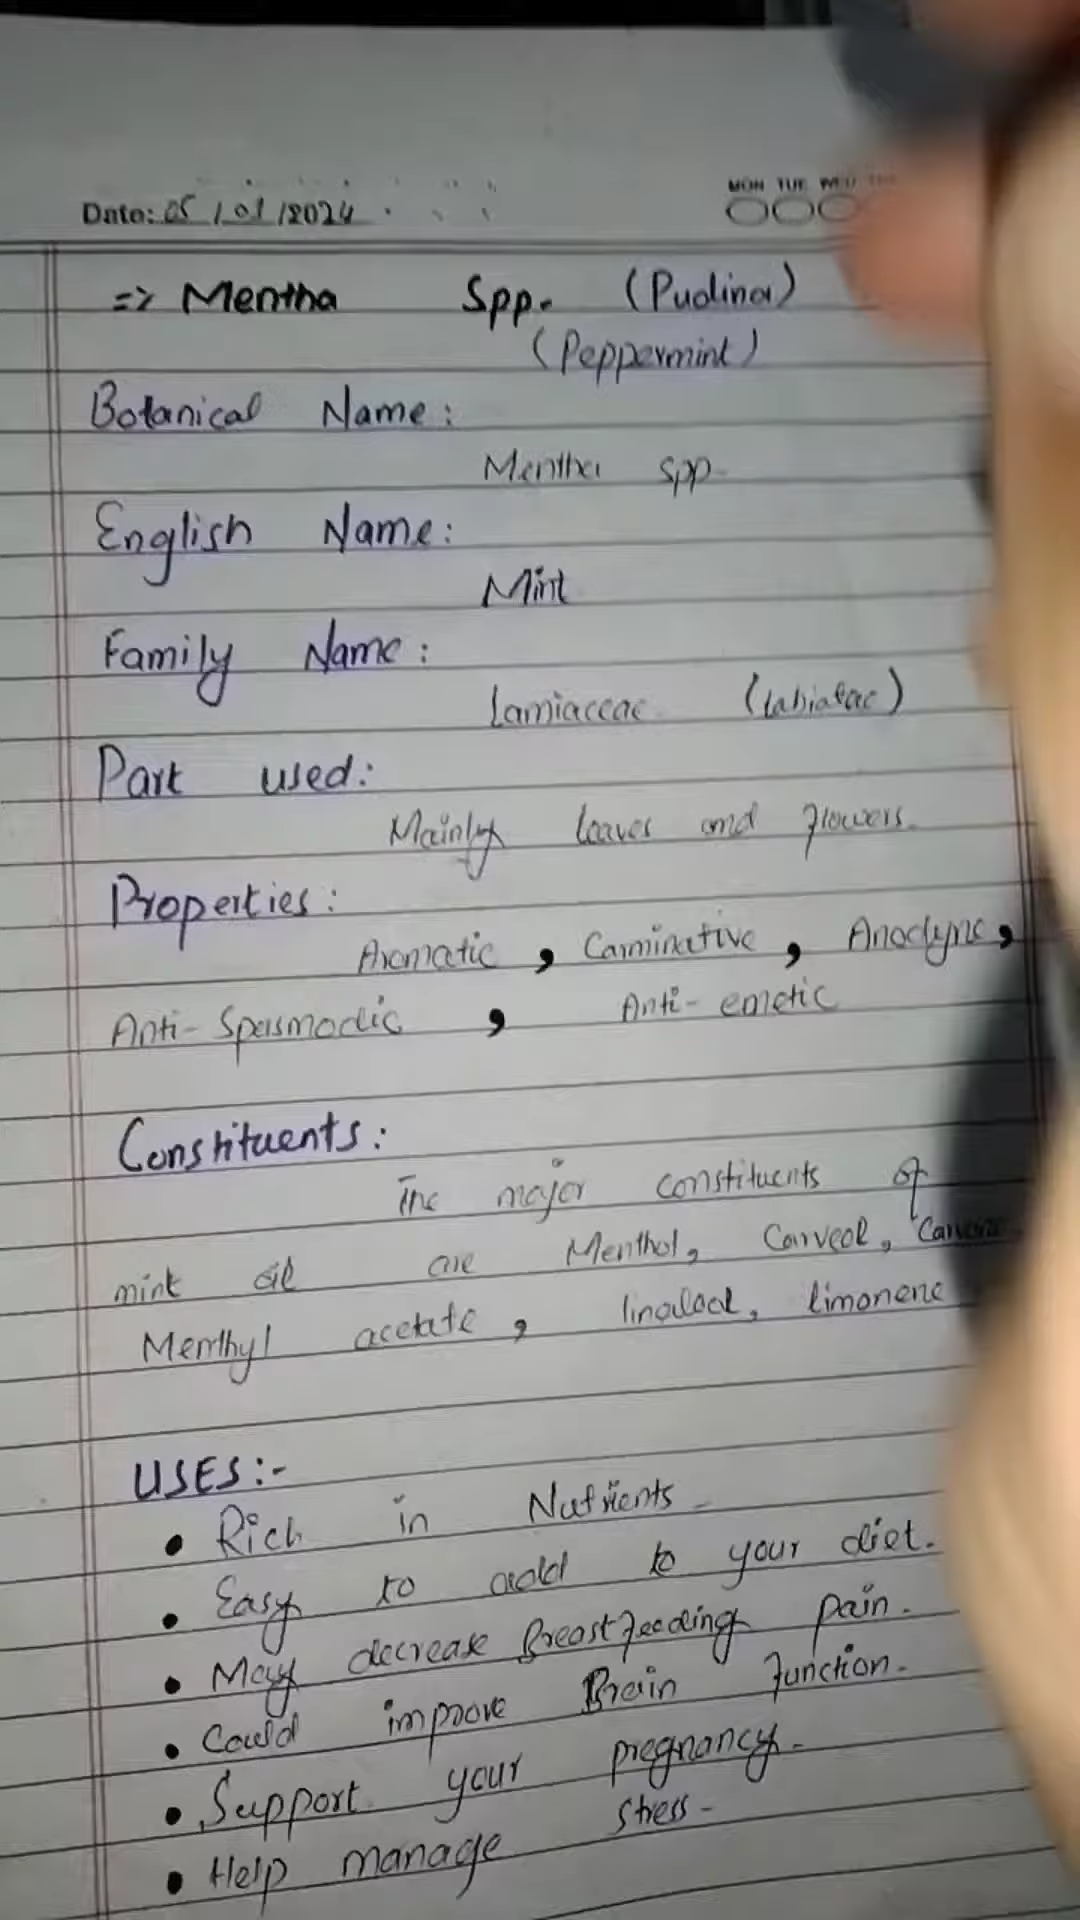 MON TUE WED
Date: 05/01/2024
=> Mentha Spp. (Pudina)
(Peppermint)
Botanical Name:
Mentha spp.
English Name:
Mint
Family Name:
Lamiaceae (Labiatae)
Part used:
Mainly leaves and flowers.
Properties:
Aromatic, Carminative, Anodyne,
Anti-Spasmodic, Anti-emetic
Constituents:
The major constituents of
mint oil are Menthol, Carveol, Carvone,
Menthyl acetate, linalool, limonene
USES:-
• Rich in Nutrients.
• Easy to add to your diet.
• May decrease Breastfeeding pain.
• Could improve Brain function.
• Support your pregnancy.
• Help manage stress.